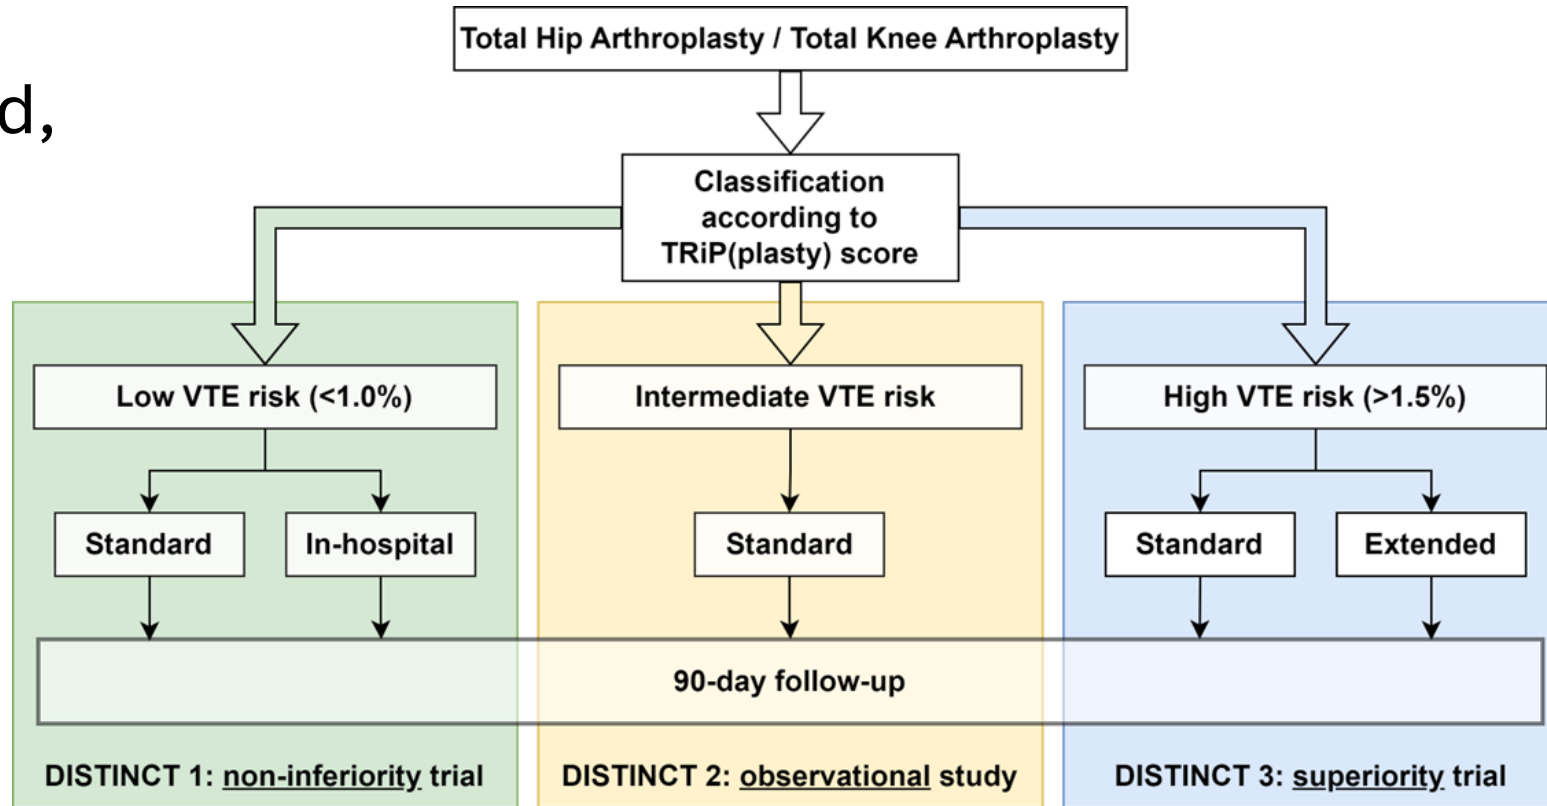 Total Hip Arthroplasty / Total Knee Arthroplasty
d,
Classification
according to
TRiP(plasty) score
Low VTE risk (<1.0%)
Intermediate VTE risk
High VTE risk (>1.5%)
Standard
In-hospital
Standard
Standard
Extended
90-day follow-up
DISTINCT 1: non-inferiority trial
DISTINCT 2: observational study
DISTINCT 3: superiority trial